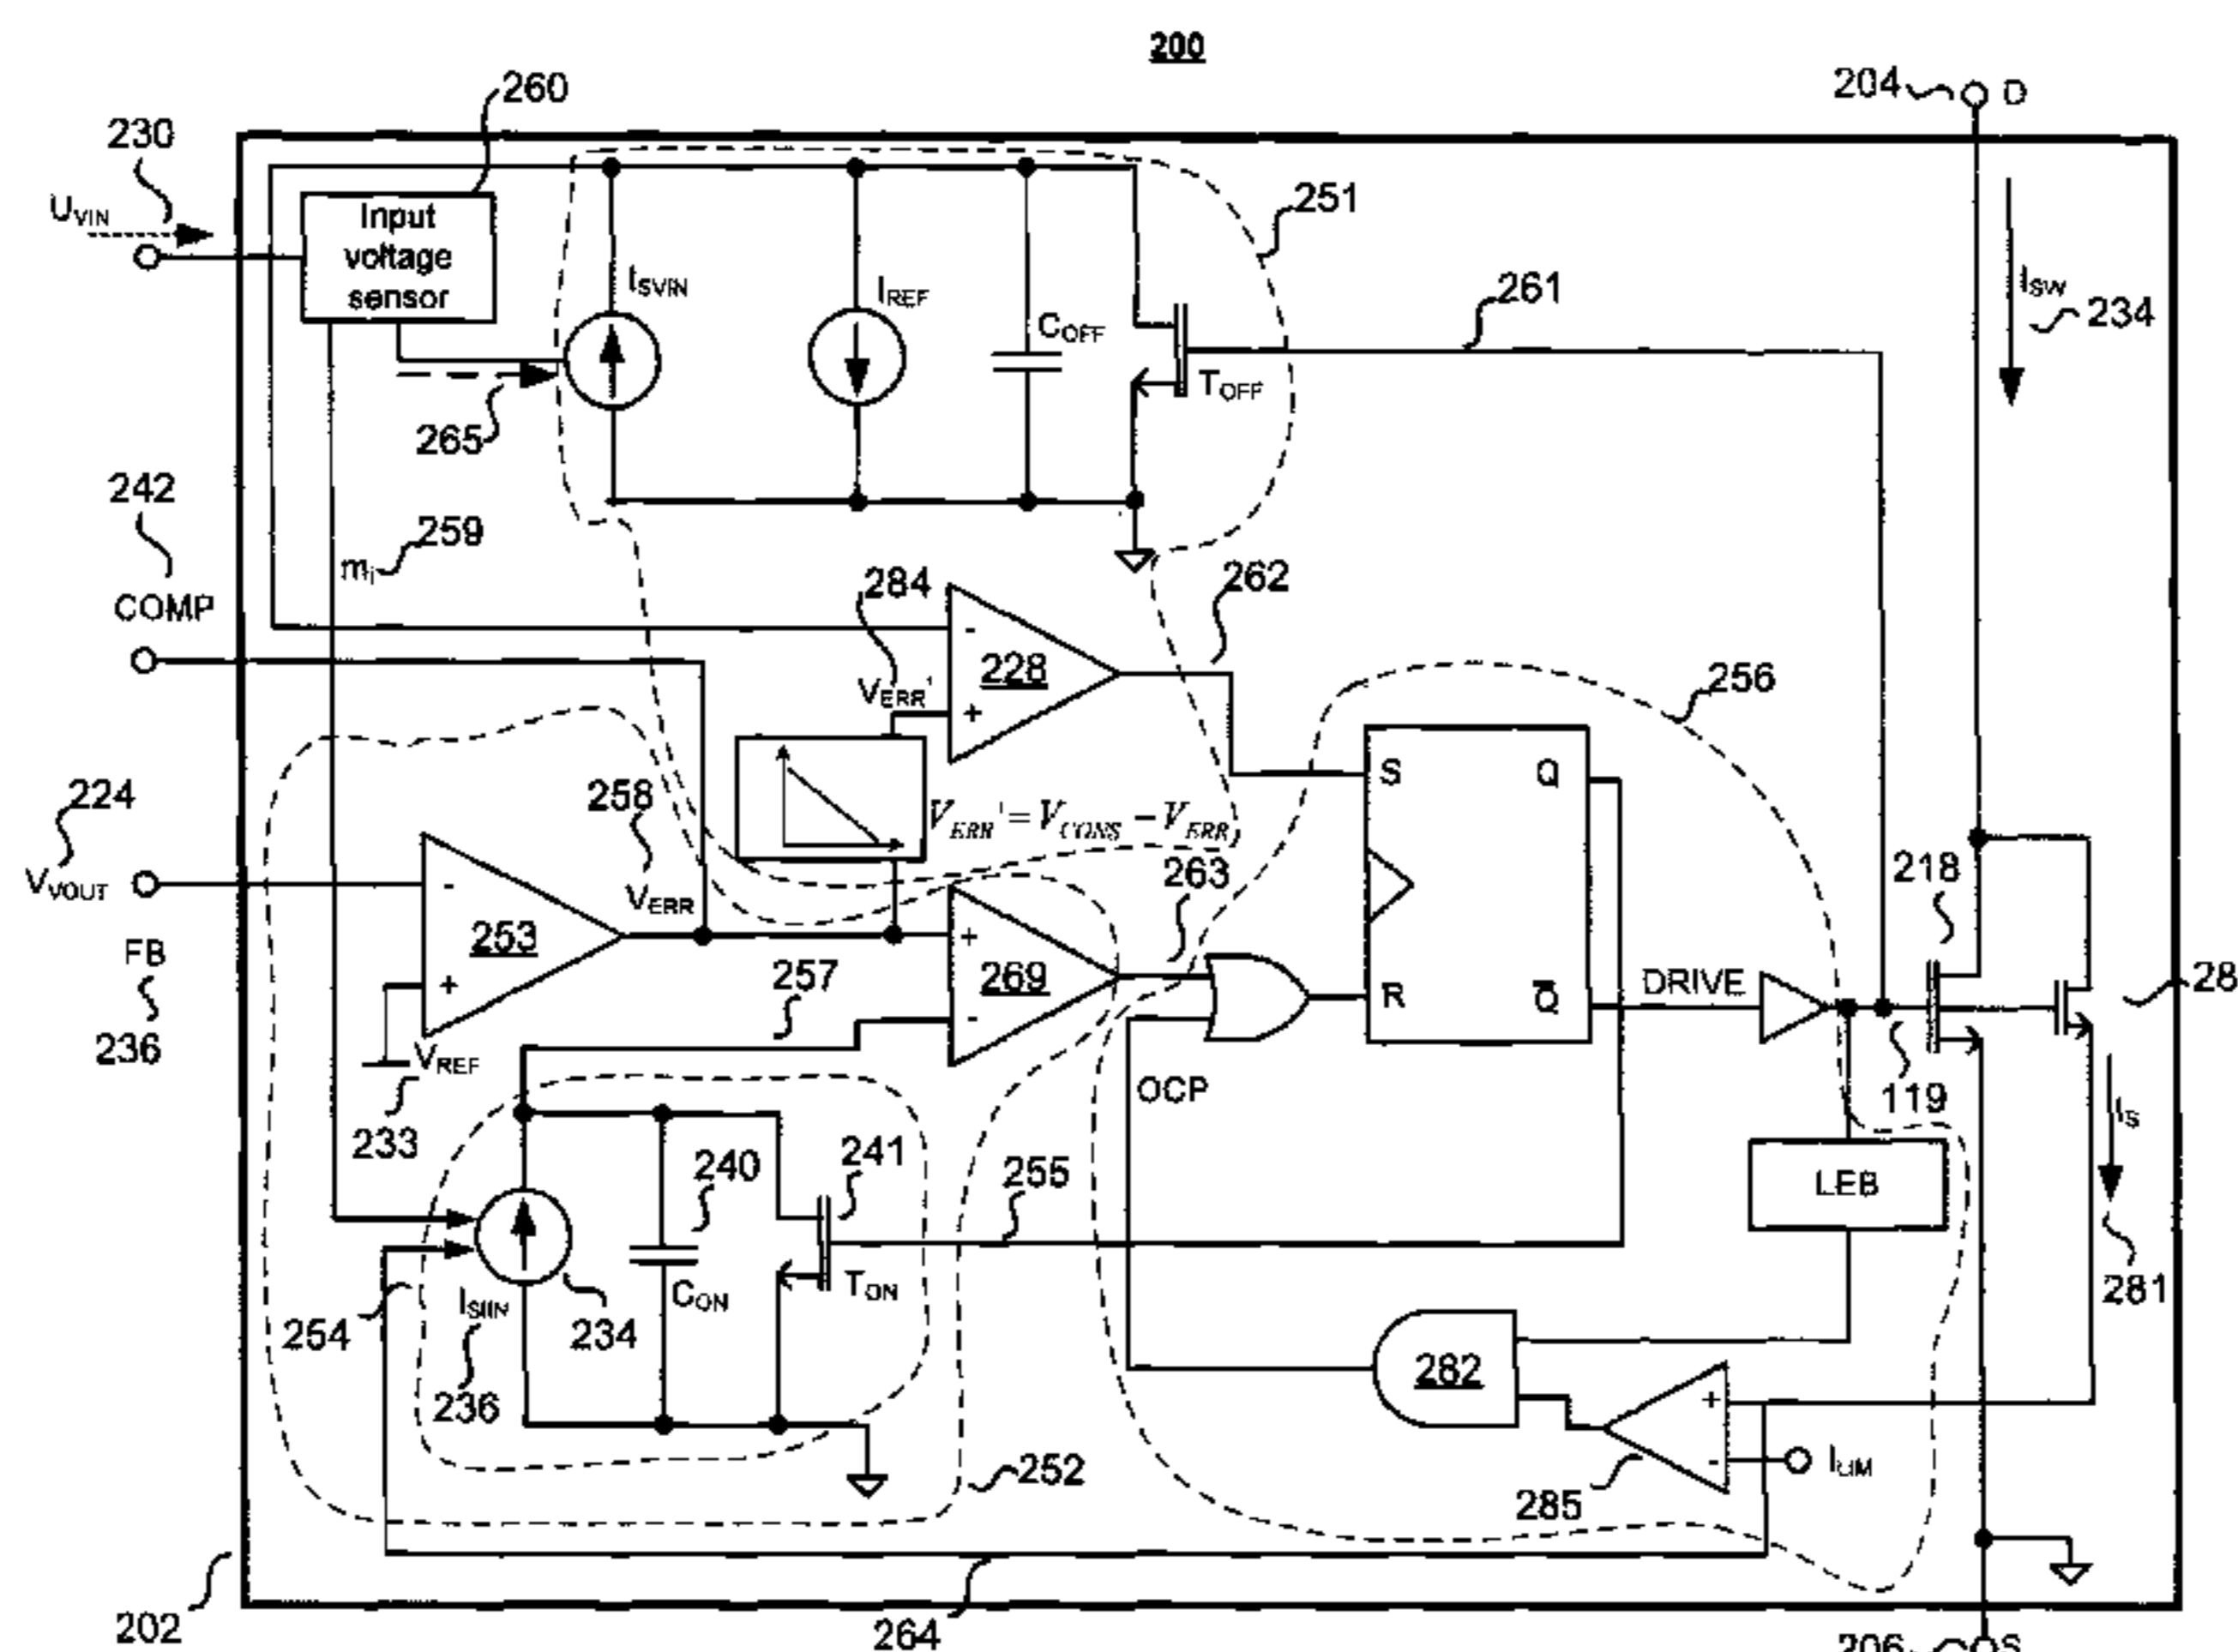 200
204 D
260
230
U_VIN
Input
voltage
sensor
251
I_SVIN
I_REF
C_OFF
T_OFF
261
I_SW
234
265
242
COMP
m_i 259
284
V_ERR'
-
228
+
262
256
S
Q
R
Q̅
224
V_VOUT
FB
236
-
253
+
V_REF
233
258
V_ERR
V_ERR' = V_CONS - V_ERR
257
+
269
-
263
OCP
DRIVE
218
28
119
I_S
281
LEB
240
241
255
C_ON
T_ON
254
I_SIIN
236
234
282
+
-
I_LIM
285
252
202
264
206 S